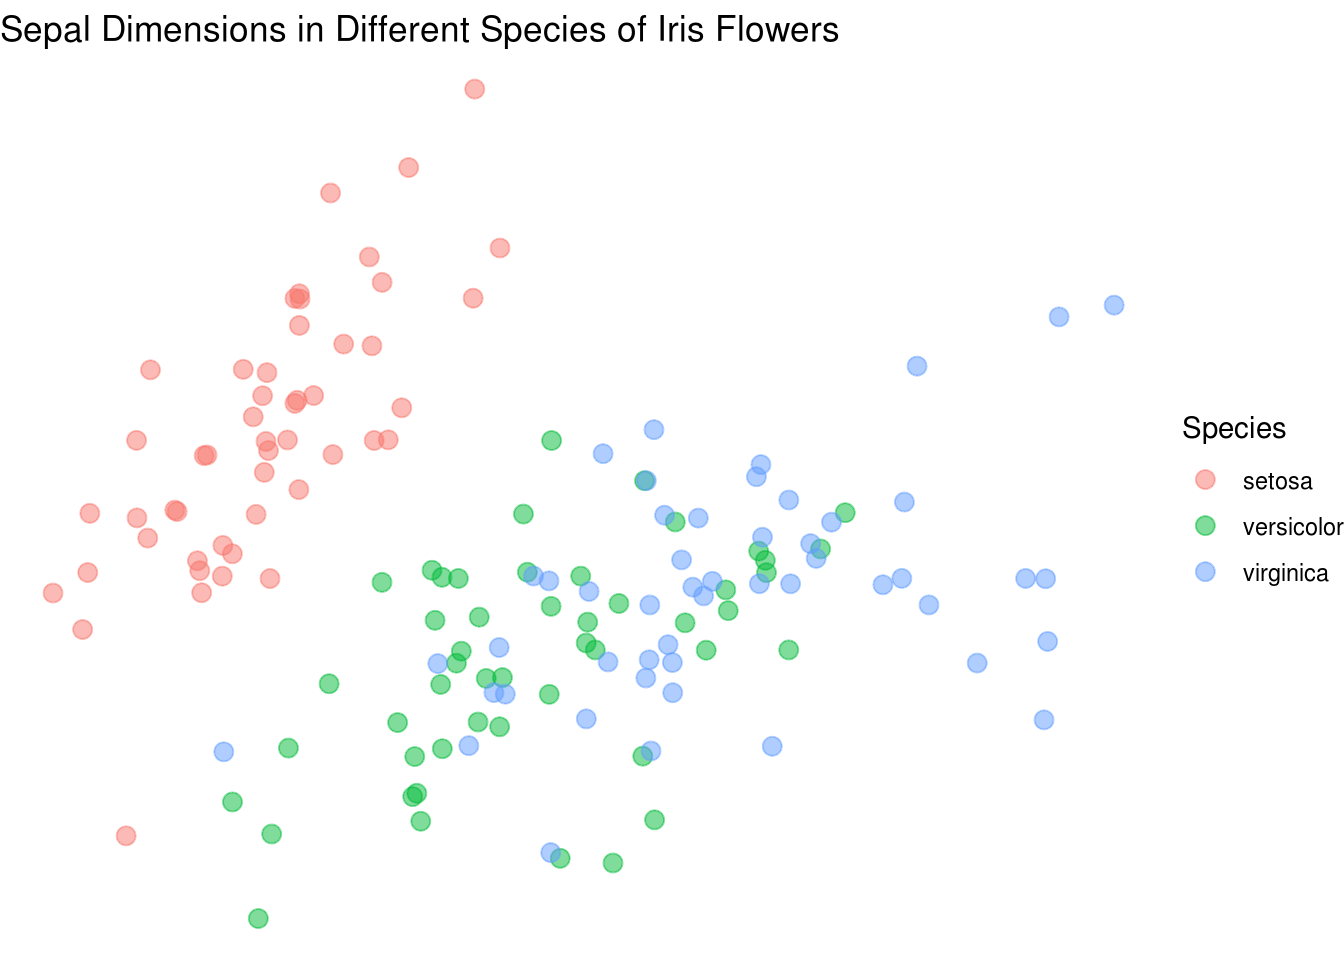 Sepal Dimensions in Different Species of Iris Flowers
Species
setosa
versicolor
virginica